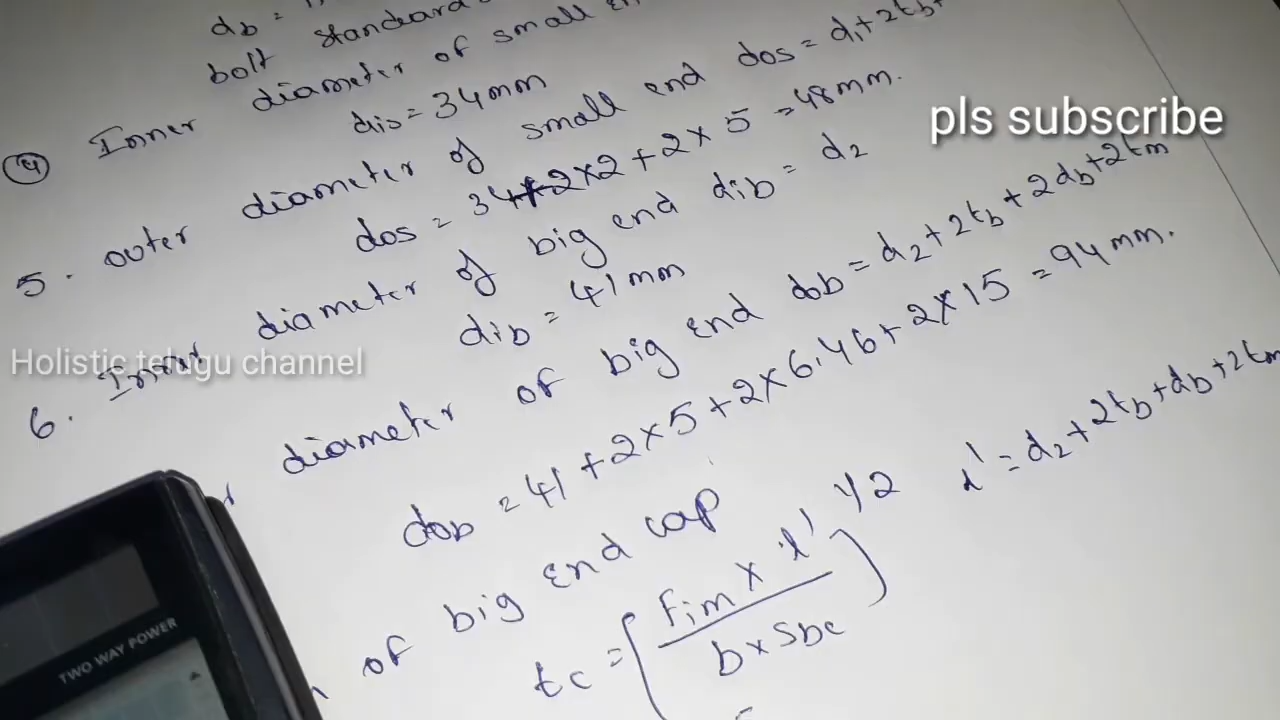 db =
bolt standard
④ Inner diameter of small
dis = 34mm
5. outer diameter of small end dos = d1+2tb+
dos = 34+2×2+2×5 = 48mm.
6. Inner diameter of big end dib = d2
dib = 41mm
diameter of big end dob = d2+2tb+2db+2tm
dob = 41+2×5+2×6.46+2×15 = 94mm.
of big end cap
tc = (Fim × l' / b×Sbc) 1/2 l' = d2+2tb+db+2tm
pls subscribe
Holistic telugu channel
TWO WAY POWER